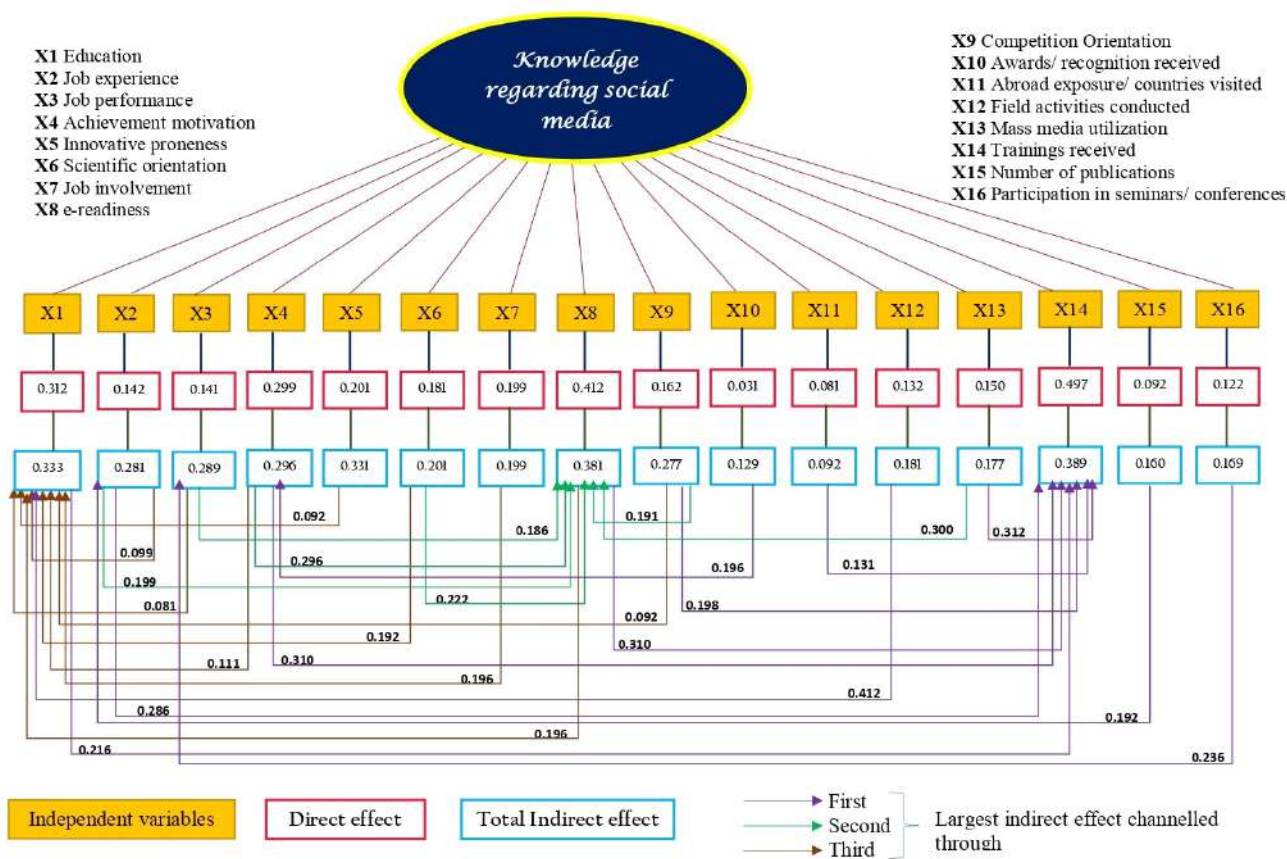 Knowledge
regarding social
media
X1 Education
X2 Job experience
X3 Job performance
X4 Achievement motivation
X5 Innovative proneness
X6 Scientific orientation
X7 Job involvement
X8 e-readiness
X9 Competition Orientation
X10 Awards/ recognition received
X11 Abroad exposure/ countries visited
X12 Field activities conducted
X13 Mass media utilization
X14 Trainings received
X15 Number of publications
X16 Participation in seminars/ conferences
X1 X2 X3 X4 X5 X6 X7 X8 X9 X10 X11 X12 X13 X14 X15 X16
0.312 0.142 0.141 0.299 0.201 0.181 0.199 0.412 0.162 0.031 0.081 0.132 0.150 0.497 0.092 0.122
0.333 0.281 0.289 0.296 0.331 0.201 0.199 0.381 0.277 0.129 0.092 0.181 0.177 0.389 0.160 0.169
0.092 0.186 0.191 0.300 0.312
0.099 0.296 0.196 0.131
0.199 0.222 0.198
0.081 0.092
0.192 0.310
0.111 0.310
0.196 0.412
0.286 0.192
0.216 0.196 0.236
Independent variables
Direct effect
Total Indirect effect
First
Second
Third
Largest indirect effect channelled
through